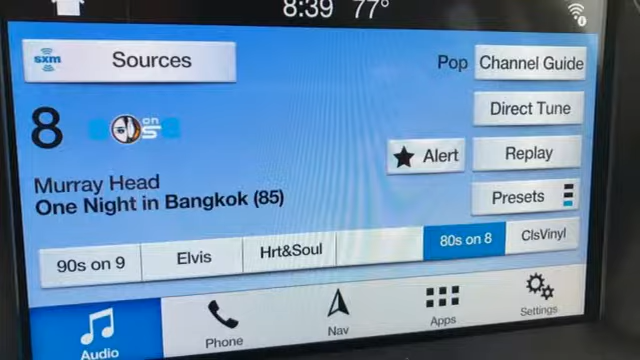 8:39 77°
sxm
Sources
Pop
Channel Guide
8
on
Direct Tune
Alert
Replay
Murray Head
One Night in Bangkok (85)
Presets
90s on 9
Elvis
Hrt&Soul
80s on 8
ClsVinyl
Audio
Phone
Nav
Apps
Settings